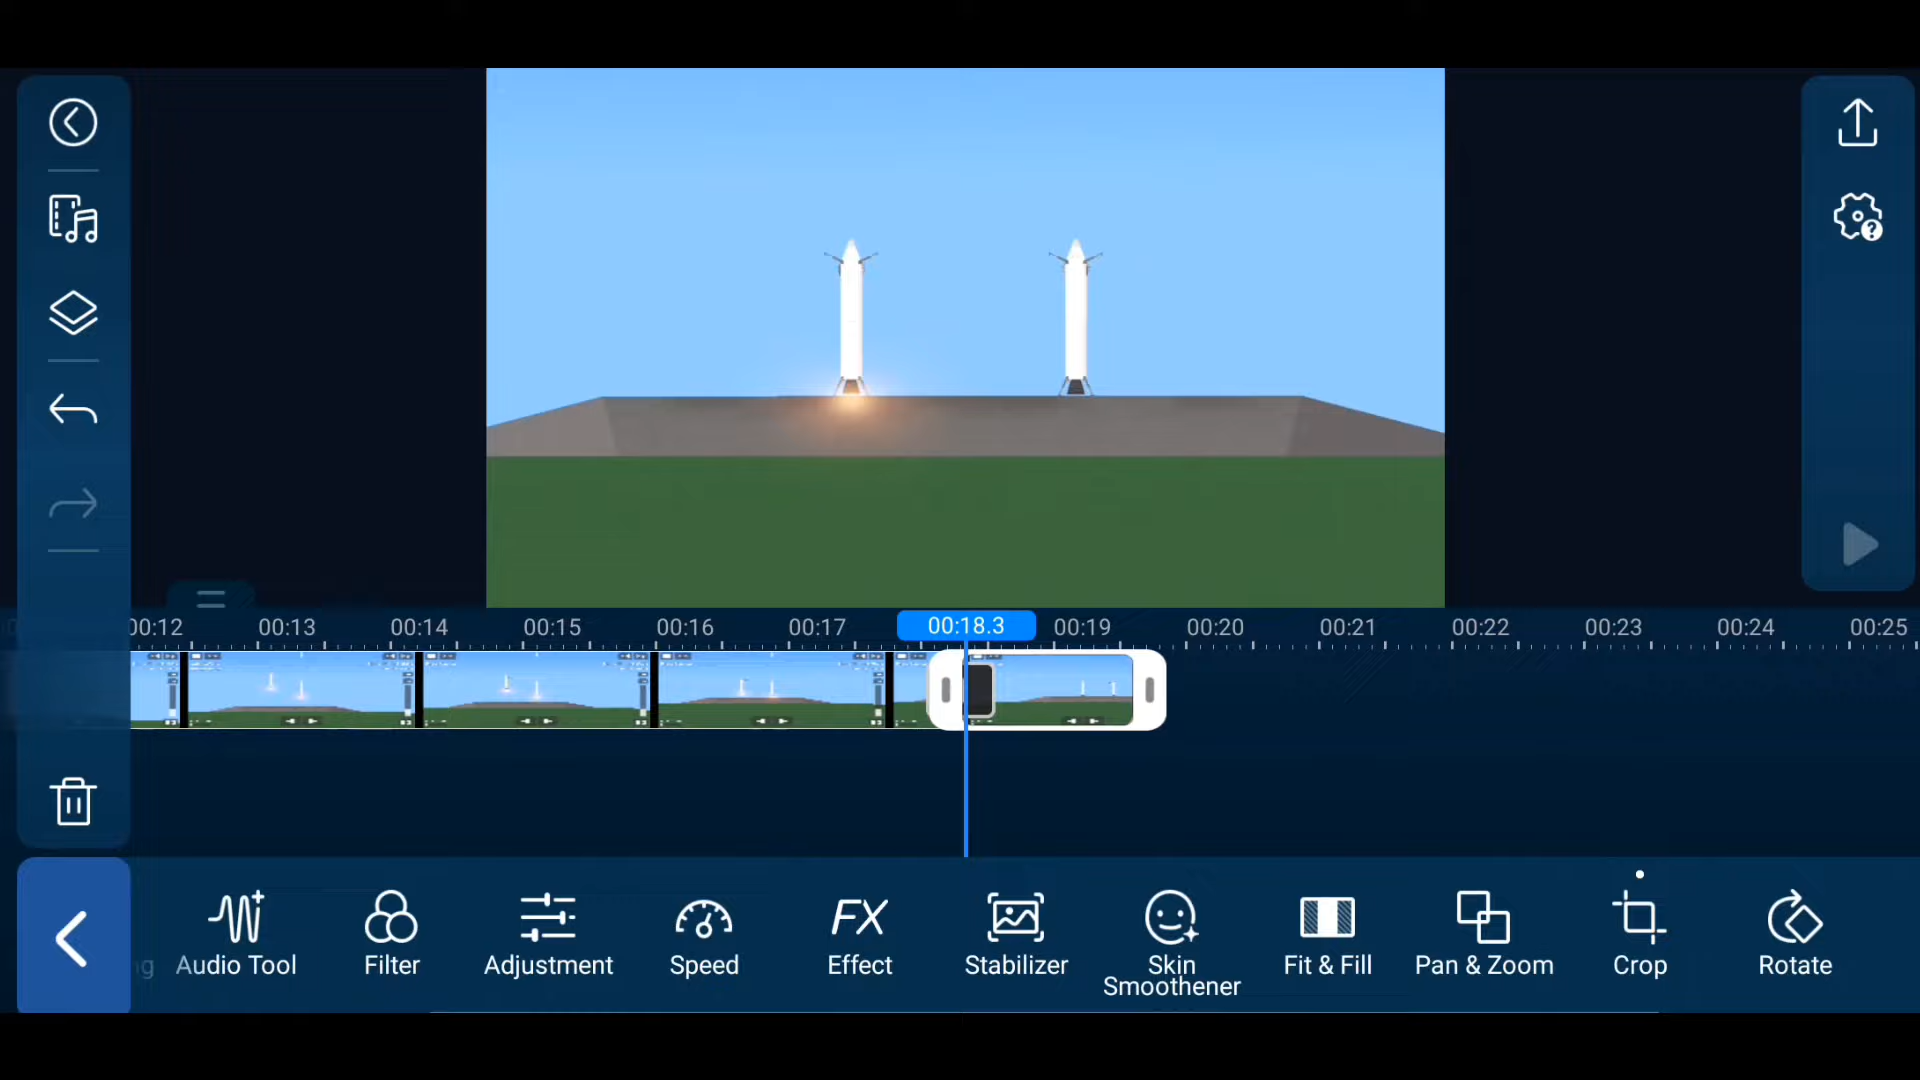 00:12 00:13 00:14 00:15 00:16 00:17 00:18.3 00:19 00:20 00:21 00:22 00:23 00:24 00:25
ng Audio Tool Filter Adjustment Speed FX Effect Stabilizer Skin Smoothener Fit & Fill Pan & Zoom Crop Rotate